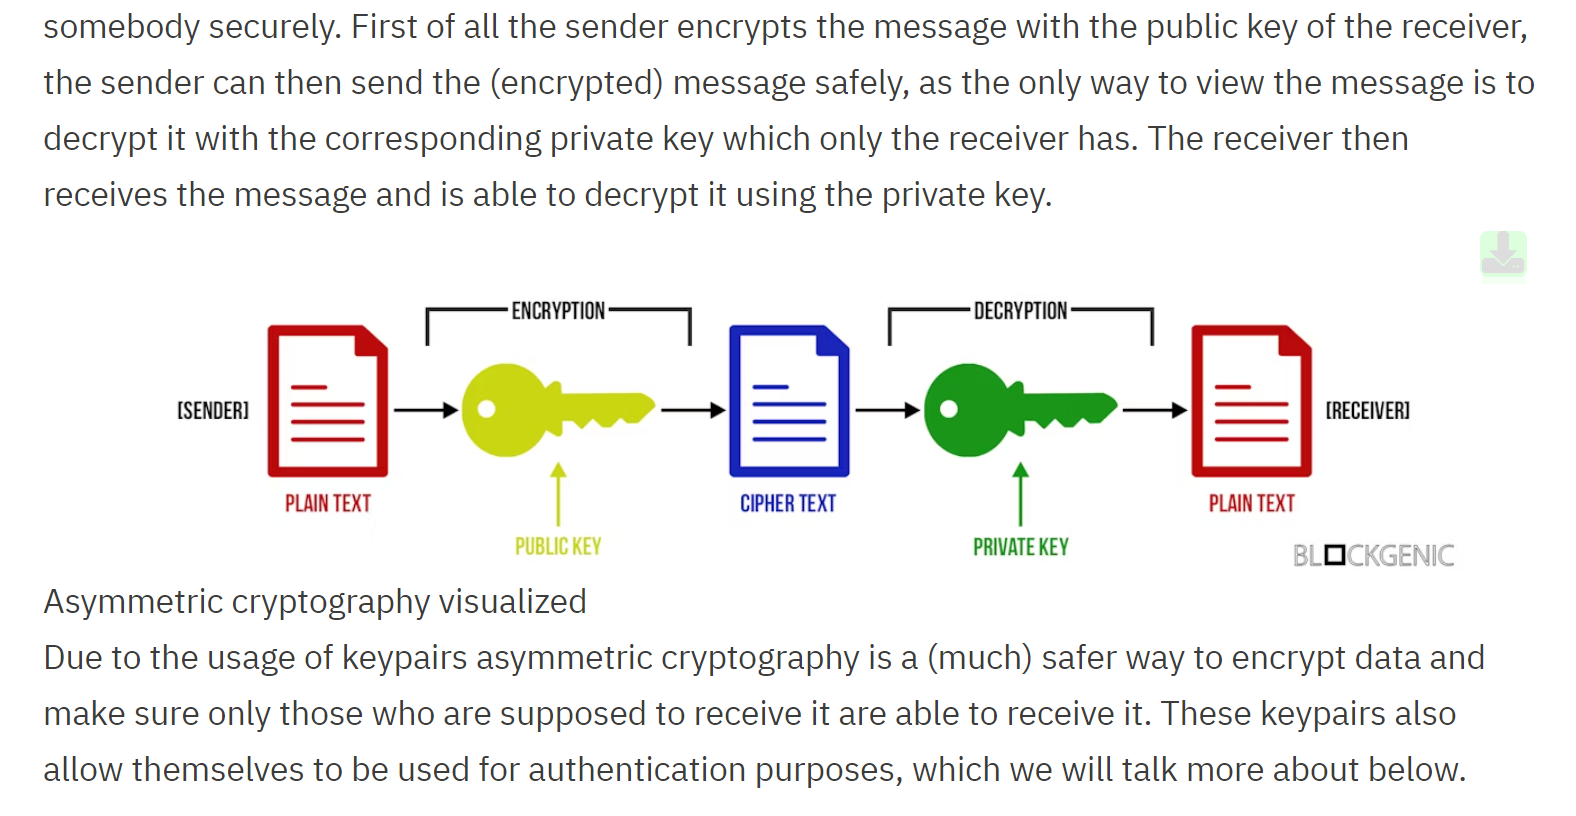 somebody securely. First of all the sender encrypts the message with the public key of the receiver,
the sender can then send the (encrypted) message safely, as the only way to view the message is to
decrypt it with the corresponding private key which only the receiver has. The receiver then
receives the message and is able to decrypt it using the private key.
ENCRYPTION
DECRYPTION
[SENDER]
[RECEIVER]
PLAIN TEXT
CIPHER TEXT
PLAIN TEXT
PUBLIC KEY
PRIVATE KEY
BLOCKGENIC
Asymmetric cryptography visualized
Due to the usage of keypairs asymmetric cryptography is a (much) safer way to encrypt data and
make sure only those who are supposed to receive it are able to receive it. These keypairs also
allow themselves to be used for authentication purposes, which we will talk more about below.